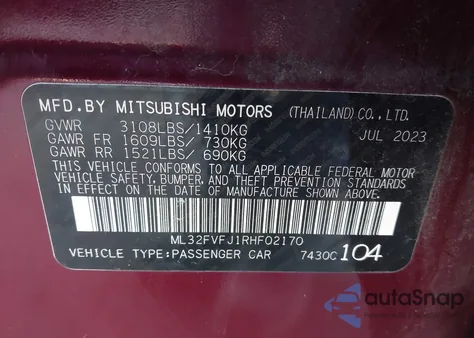 MFD.BY MITSUBISHI MOTORS (THAILAND) CO., LTD.
GVWR 3108LBS/1410KG JUL 2023
GAWR FR 1609LBS/ 730KG
GAWR RR 1521LBS/ 690KG
THIS VEHICLE CONFORMS TO ALL APPLICABLE FEDERAL MOTOR
VEHICLE SAFETY, BUMPER, AND THEFT PREVENTION STANDARDS
IN EFFECT ON THE DATE OF MANUFACTURE SHOWN ABOVE.
ML32FVFJ1RHF02170
VEHICLE TYPE:PASSENGER CAR 7430C 104
autoSnap